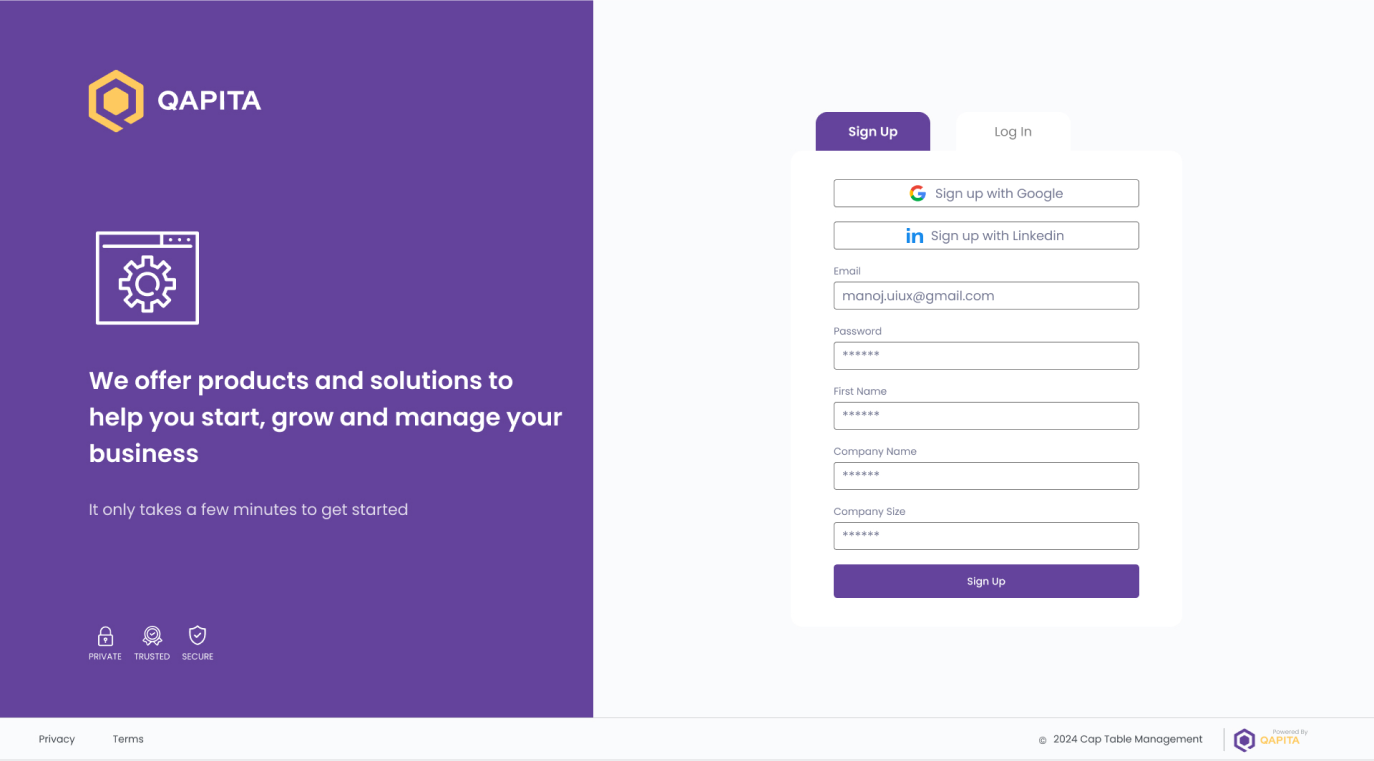 QAPITA
We offer products and solutions to
help you start, grow and manage your
business
It only takes a few minutes to get started
PRIVATE TRUSTED SECURE
Sign Up Log In
Sign up with Google
in Sign up with Linkedin
Email
manoj.uiux@gmail.com
Password
******
First Name
******
Company Name
******
Company Size
******
Sign Up
Privacy Terms
© 2024 Cap Table Management
Powered By
QAPITA